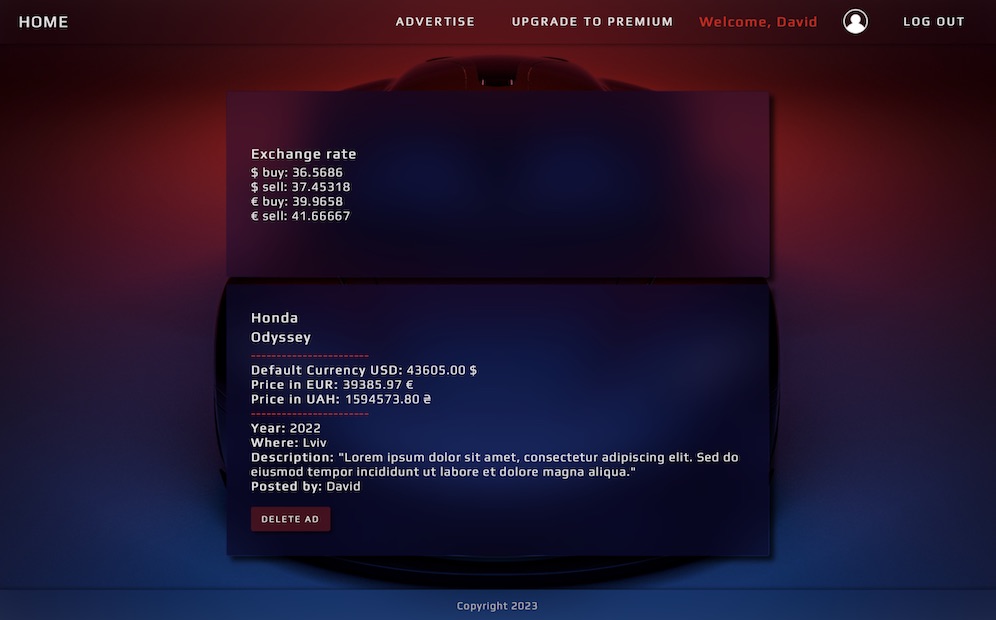 HOME
ADVERTISE
UPGRADE TO PREMIUM
Welcome, David
LOG OUT
Exchange rate
$ buy: 36.5686
$ sell: 37.45318
€ buy: 39.9658
€ sell: 41.66667
Honda
Odyssey
-----------------------
Default Currency USD: 43605.00 $
Price in EUR: 39385.97 €
Price in UAH: 1594573.80 ₴
-----------------------
Year: 2022
Where: Lviv
Description: "Lorem ipsum dolor sit amet, consectetur adipiscing elit. Sed do
eiusmod tempor incididunt ut labore et dolore magna aliqua."
Posted by: David
DELETE AD
Copyright 2023